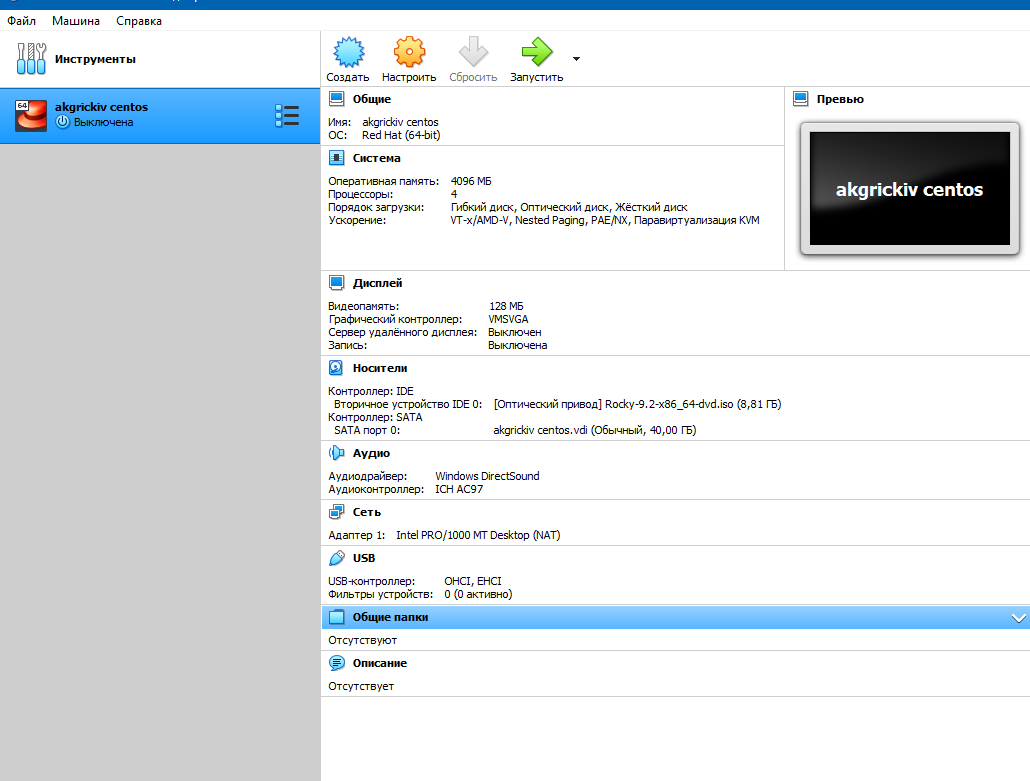 Файл Машина Справка
Инструменты
64
akgrickiv centos
Выключена
Создать Настроить Сбросить Запустить
Общие
Имя: akgrickiv centos
ОС: Red Hat (64-bit)
Превью
akgrickiv centos
Система
Оперативная память: 4096 МБ
Процессоры: 4
Порядок загрузки: Гибкий диск, Оптический диск, Жёсткий диск
Ускорение: VT-x/AMD-V, Nested Paging, PAE/NX, Паравиртуализация KVM
Дисплей
Видеопамять: 128 МБ
Графический контроллер: VMSVGA
Сервер удалённого дисплея: Выключен
Запись: Выключена
Носители
Контроллер: IDE
Вторичное устройство IDE 0: [Оптический привод] Rocky-9.2-x86_64-dvd.iso (8,81 ГБ)
Контроллер: SATA
SATA порт 0: akgrickiv centos.vdi (Обычный, 40,00 ГБ)
Аудио
Аудиодрайвер: Windows DirectSound
Аудиоконтроллер: ICH AC97
Сеть
Адаптер 1: Intel PRO/1000 MT Desktop (NAT)
USB
USB-контроллер: OHCI, EHCI
Фильтры устройств: 0 (0 активно)
Общие папки
Отсутствуют
Описание
Отсутствует